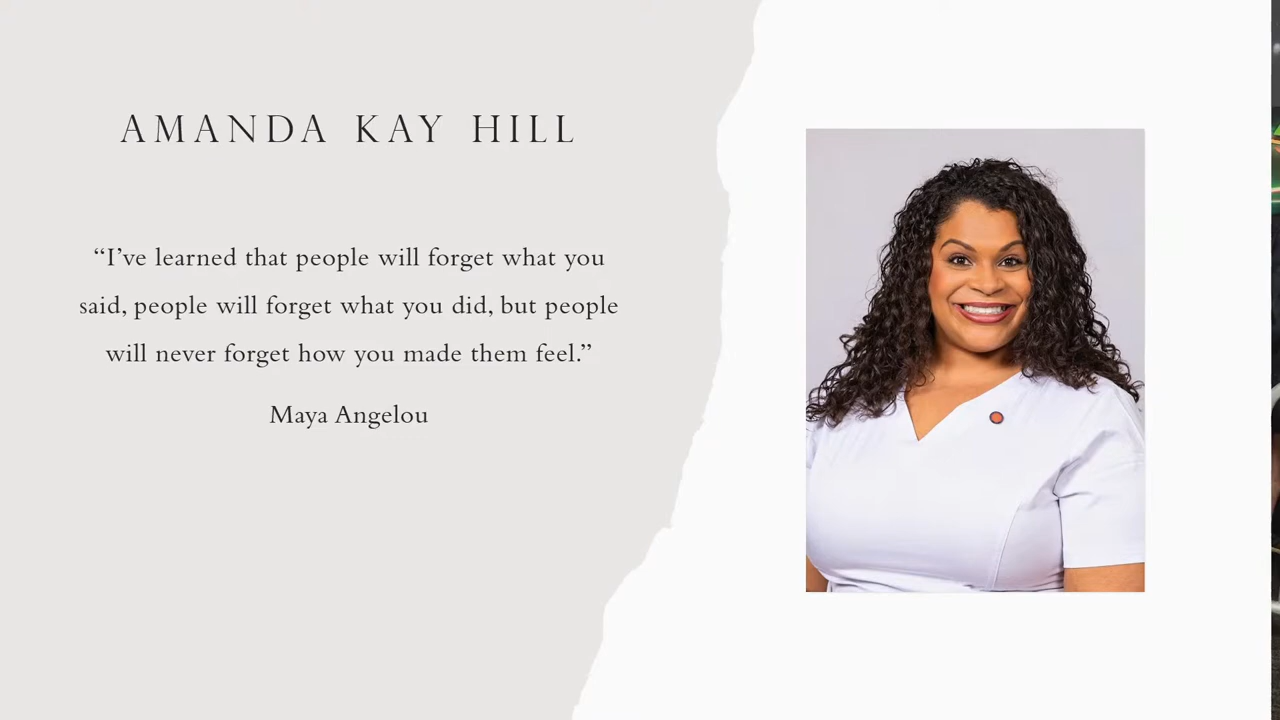 AMANDA KAY HILL
“I’ve learned that people will forget what you
said, people will forget what you did, but people
will never forget how you made them feel.”
Maya Angelou